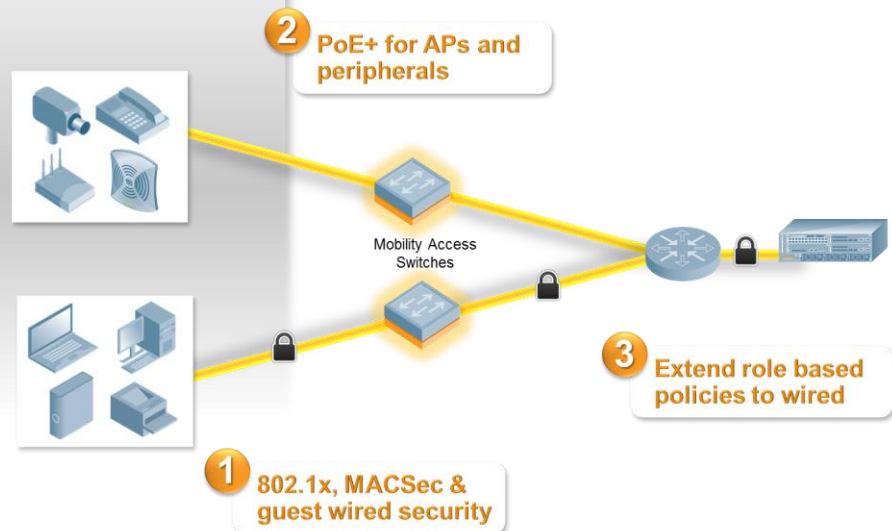 2
PoE+ for APs and
peripherals
Mobility Access
Switches
3
Extend role based
policies to wired
1
802.1x, MACSec &
guest wired security